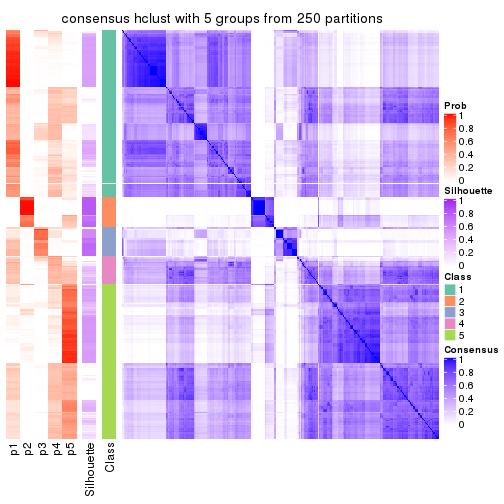 consensus hclust with 5 groups from 250 partitions
Prob
1
0.8
0.6
0.4
0.2
0
Silhouette
1
0.8
0.6
0.4
0.2
0
Class
1
2
3
4
5
Consensus
1
0.8
0.6
0.4
0.2
0
p1
p2
p3
p4
p5
Silhouette
Class